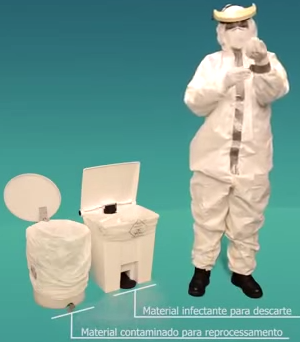 Material infectante para descarte
Material contaminado para reprocessamento